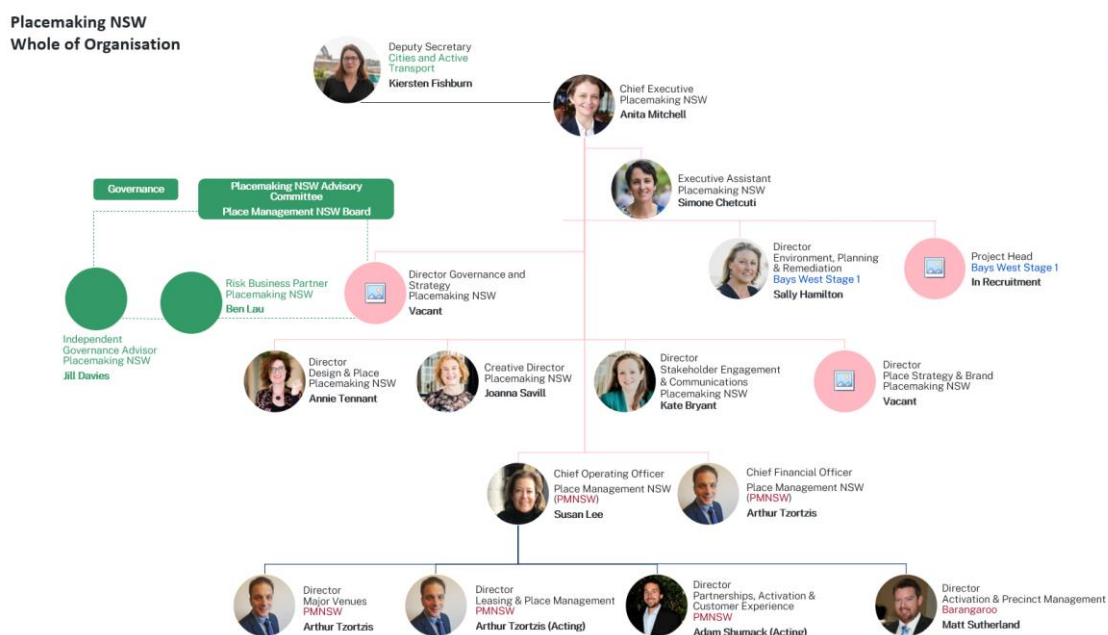 Placemaking NSW
Whole of Organisation
Deputy Secretary
Cities and Active
Transport
Kiersten Fishburn
Chief Executive
Placemaking NSW
Anita Mitchell
Executive Assistant
Placemaking NSW
Simone Chetcuti
Governance
Placemaking NSW Advisory
Committee
Place Management NSW Board
Director
Environment, Planning
& Remediation
Bays West Stage 1
Sally Hamilton
Project Head
Bays West Stage 1
In Recruitment
Director Governance and
Strategy
Placemaking NSW
Vacant
Risk Business Partner
Placemaking NSW
Ben Lau
Independent
Governance Advisor
Placemaking NSW
Jill Davies
Director
Design & Place
Placemaking NSW
Annie Tennant
Creative Director
Placemaking NSW
Joanna Savill
Director
Stakeholder Engagement
& Communications
Placemaking NSW
Kate Bryant
Director
Place Strategy & Brand
Placemaking NSW
Vacant
Chief Operating Officer
Place Management NSW
(PMNSW)
Susan Lee
Chief Financial Officer
Place Management NSW
(PMNSW)
Arthur Tzortzis
Director
Major Venues
PMNSW
Arthur Tzortzis
Director
Leasing & Place Management
PMNSW
Arthur Tzortzis (Acting)
Director
Partnerships, Activation &
Customer Experience
PMNSW
Adam Shumack (Acting)
Director
Activation & Precinct Management
Barangaroo
Matt Sutherland